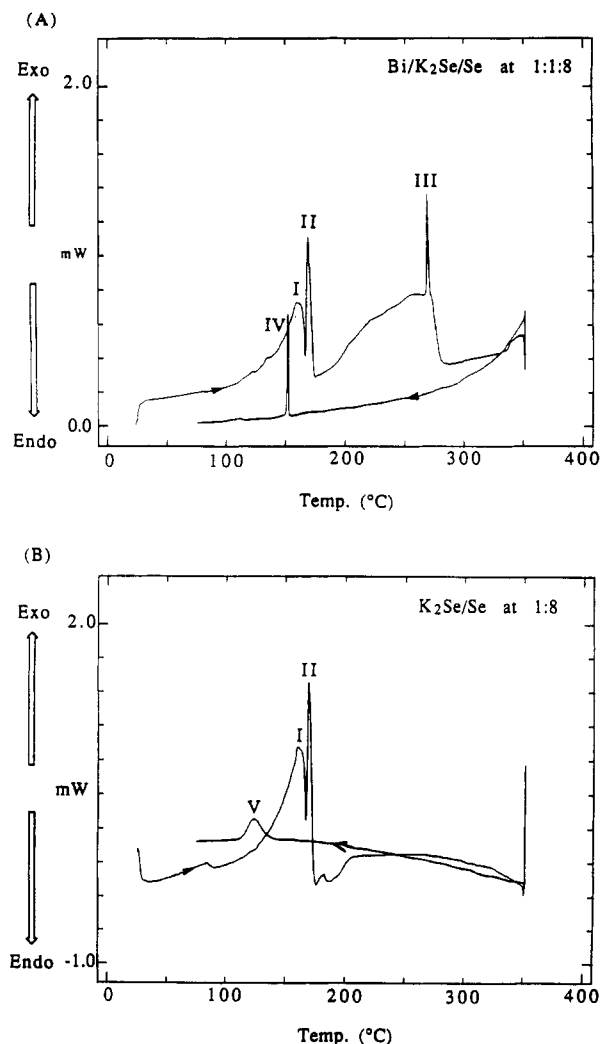 (A)
Exo
Bi/K2Se/Se at 1:1:8
2.0
III
II
mW
I
IV
0.0
Endo
0 100 200 300 400
Temp. (°C)
(B)
Exo
K2Se/Se at 1:8
2.0
II
I
mW
V
Endo
-1.0
0 100 200 300 400
Temp. (°C)